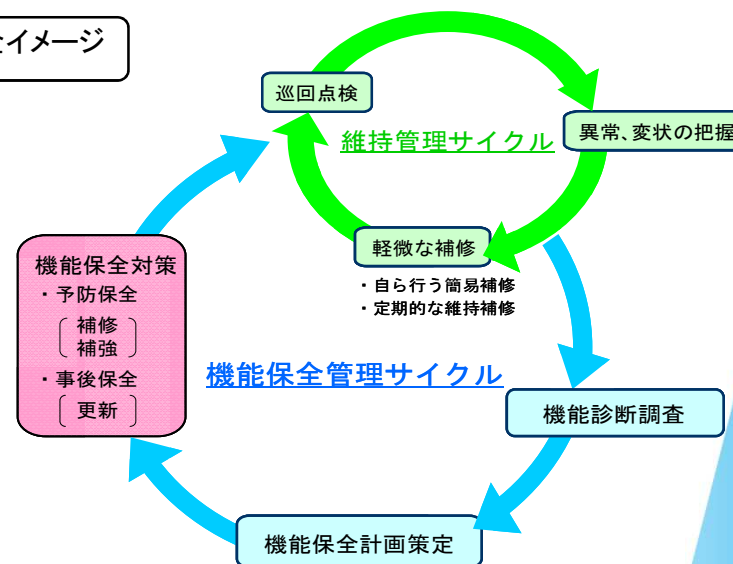 全イメージ
巡回点検
異常、変状の把握
維持管理サイクル
軽微な補修
・自ら行う簡易補修
・定期的な維持補修
機能保全対策
・予防保全
補修
補強
・事後保全
更新
機能保全管理サイクル
機能診断調査
機能保全計画策定